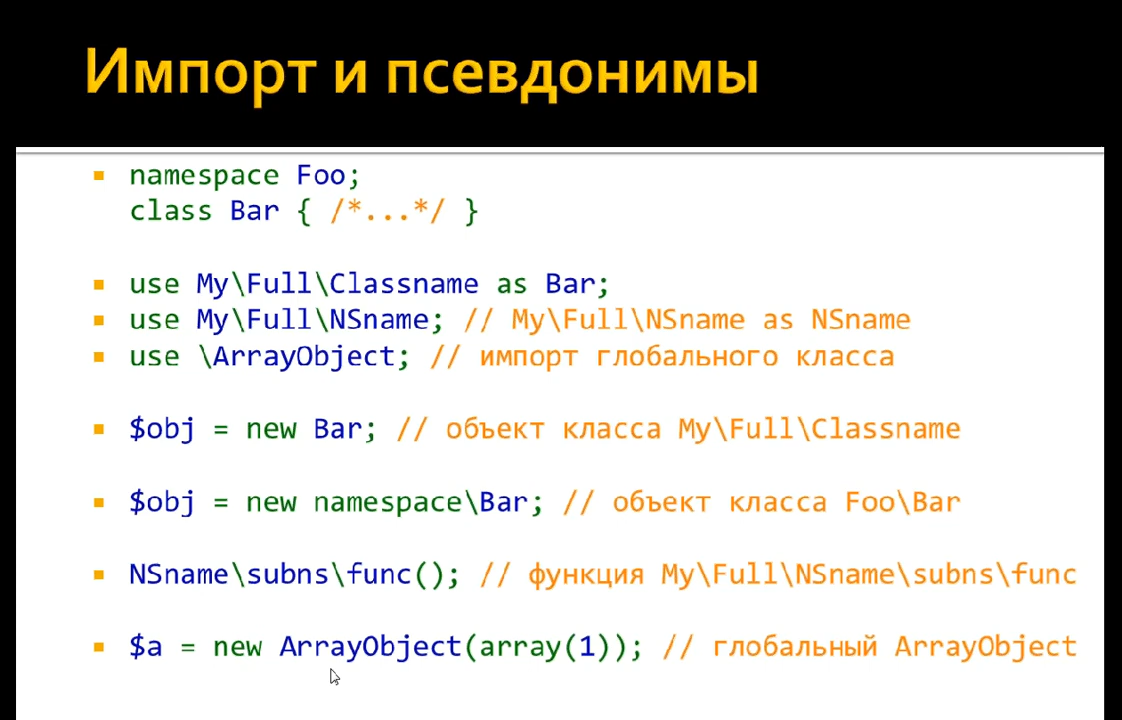 Импорт и псевдонимы
namespace Foo;
class Bar { /*...*/ }
use My\Full\Classname as Bar;
use My\Full\NSname; // My\Full\NSname as NSname
use \ArrayObject; // импорт глобального класса
$obj = new Bar; // объект класса My\Full\Classname
$obj = new namespace\Bar; // объект класса Foo\Bar
NSname\subns\func(); // функция My\Full\NSname\subns\func
$a = new ArrayObject(array(1)); // глобальный ArrayObject